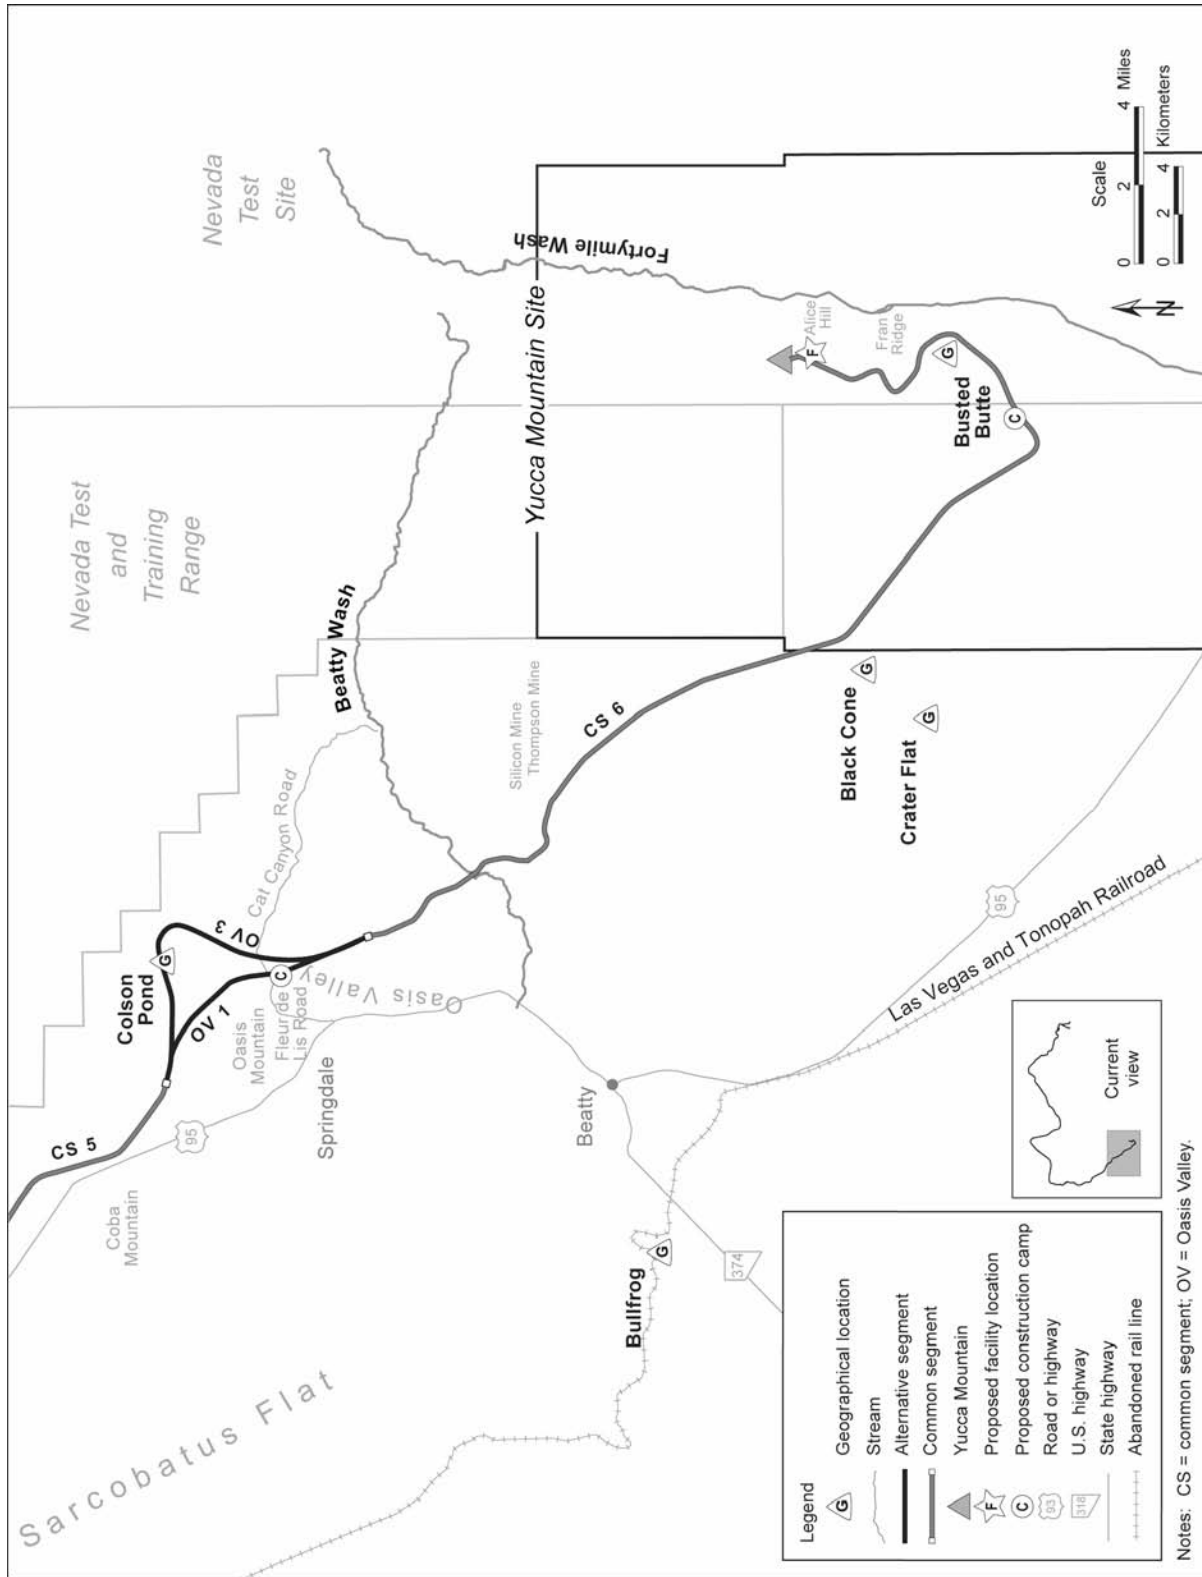 Sarcobatus Flat
Coba
Mountain
CS 5
95
Colson
Pond
OV 1
OV 3
Oasis
Mountain
Fleur de
Lis Road
C
G
Cat Canyon Road
Oasis Valley
Springdale
Nevada Test
and
Training
Range
Nevada
Test
Site
Beatty Wash
Beatty
Silicon Mine
Thompson Mine
CS 6
Yucca Mountain Site
Fortymile Wash
Bullfrog
G
374
Black Cone
G
Crater Flat
G
95
Las Vegas and Tonopah Railroad
F
Alice
Hill
Fran
Ridge
G
Busted
Butte
C
Legend
G
Geographical location
Stream
Alternative segment
Common segment
Yucca Mountain
F
Proposed facility location
C
Proposed construction camp
93
Road or highway
U.S. highway
318
State highway
Abandoned rail line
Current
view
N
Scale
0 2 4 Miles
0 2 4 Kilometers
Notes: CS = common segment; OV = Oasis Valley.